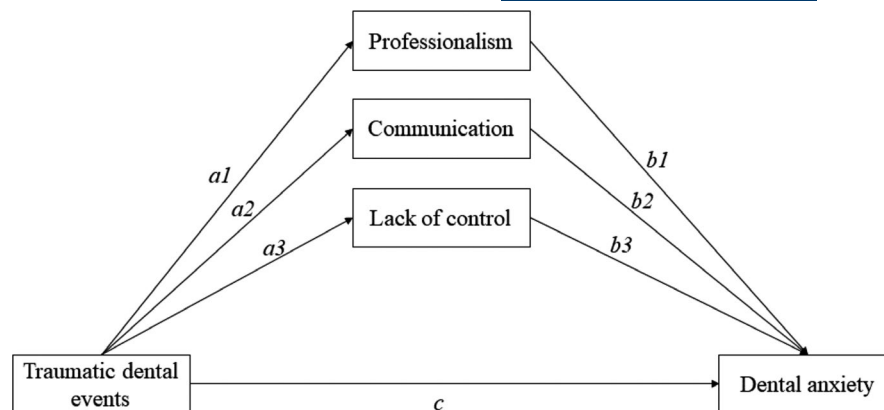 Professionalism
Communication
Lack of control
a1
a2
a3
b1
b2
b3
Traumatic dental
events
c
Dental anxiety